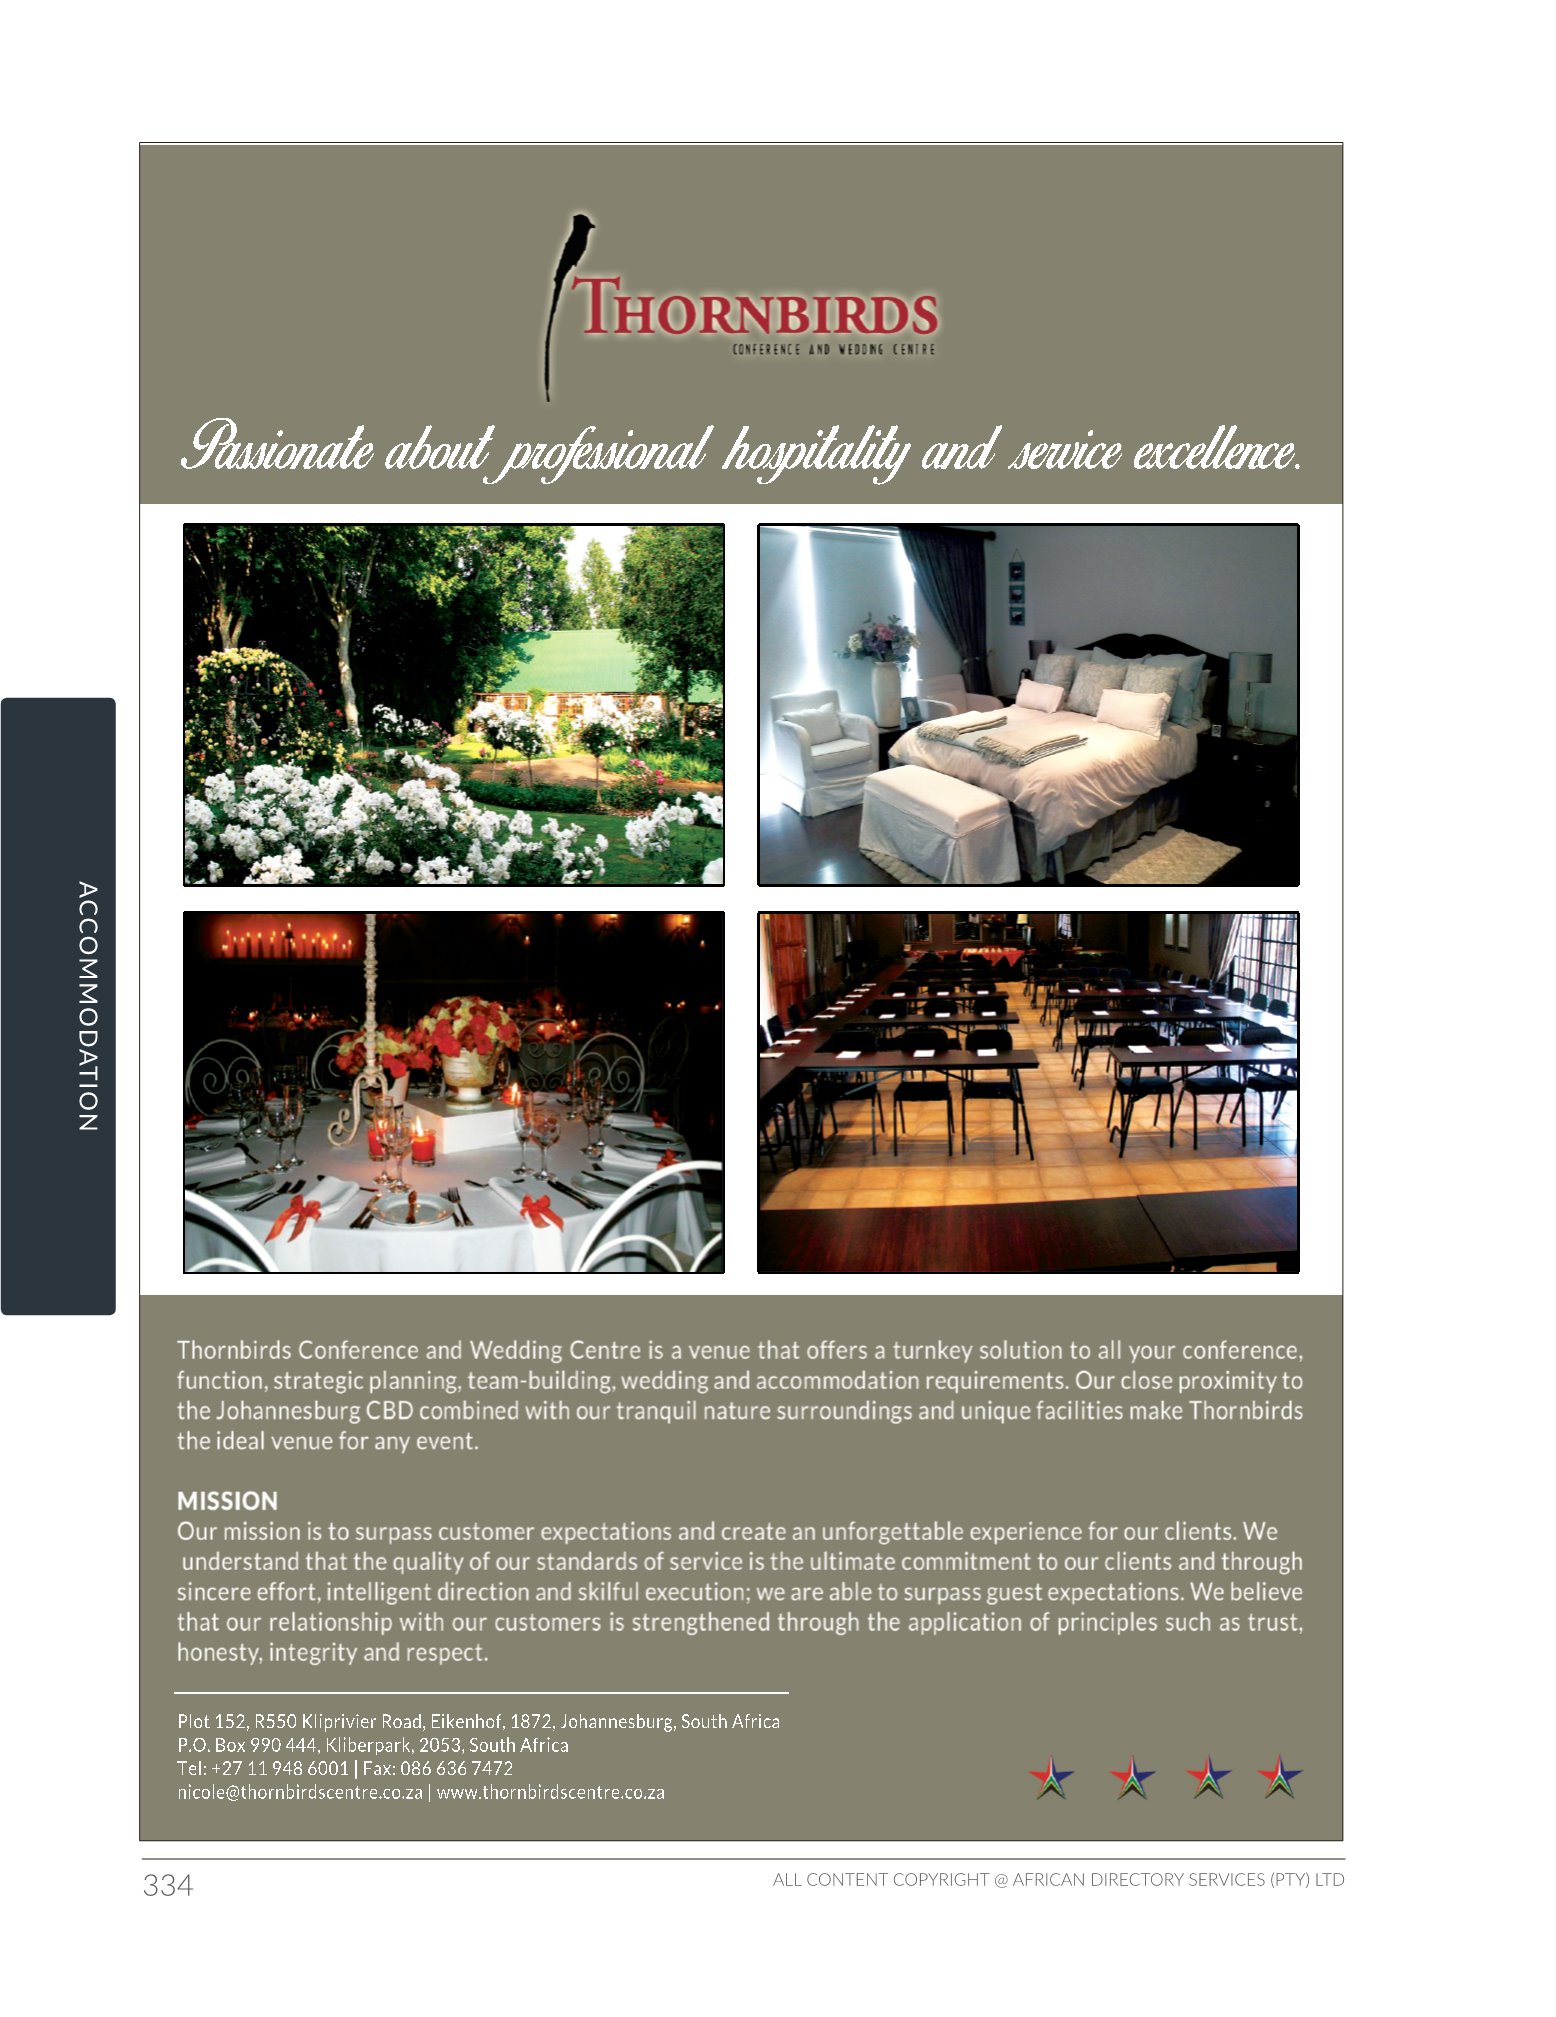 THORNBIRDS
CONFERENCE AND WEDDING CENTRE
Passionate about professional hospitality and service excellence.
ACCOMMODATION
Thornbirds Conference and Wedding Centre is a venue that offers a turnkey solution to all your conference,
function, strategic planning, team-building, wedding and accommodation requirements. Our close proximity to
the Johannesburg CBD combined with our tranquil nature surroundings and unique facilities make Thornbirds
the ideal venue for any event.
MISSION
Our mission is to surpass customer expectations and create an unforgettable experience for our clients. We
understand that the quality of our standards of service is the ultimate commitment to our clients and through
sincere effort, intelligent direction and skilful execution; we are able to surpass guest expectations. We believe
that our relationship with our customers is strengthened through the application of principles such as trust,
honesty, integrity and respect.
Plot 152, R550 Kliprivier Road, Eikenhof, 1872, Johannesburg, South Africa
P.O. Box 990 444, Kliberpark, 2053, South Africa
Tel: +27 11 948 6001 | Fax: 086 636 7472
nicole@thornbirdscentre.co.za | www.thornbirdscentre.co.za
334
ALL CONTENT COPYRIGHT @ AFRICAN DIRECTORY SERVICES (PTY) LTD